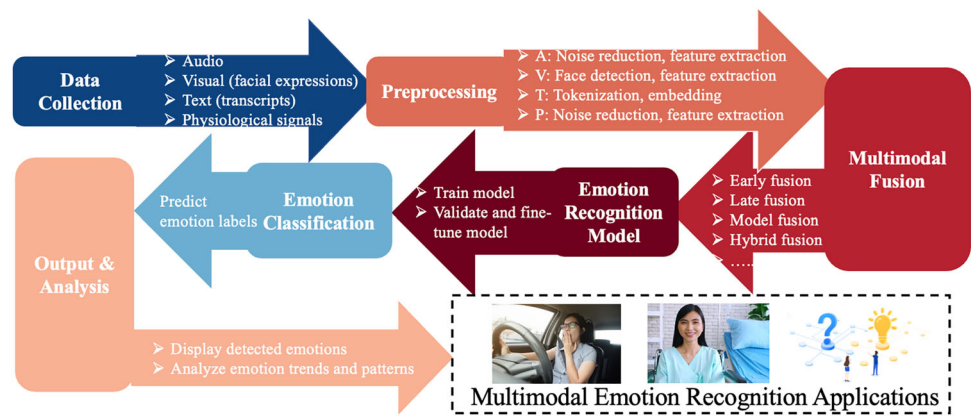 Data
Collection
➢ Audio
➢ Visual (facial expressions)
➢ Text (transcripts)
➢ Physiological signals
Preprocessing
➢ A: Noise reduction, feature extraction
➢ V: Face detection, feature extraction
➢ T: Tokenization, embedding
➢ P: Noise reduction, feature extraction
Multimodal
Fusion
➢ Early fusion
➢ Late fusion
➢ Model fusion
➢ Hybrid fusion
➢ …..
Emotion
Recognition
Model
➢ Train model
➢ Validate and fine-
tune model
Emotion
Classification
Predict
emotion labels
Output &
Analysis
➢ Display detected emotions
➢ Analyze emotion trends and patterns
?
Multimodal Emotion Recognition Applications